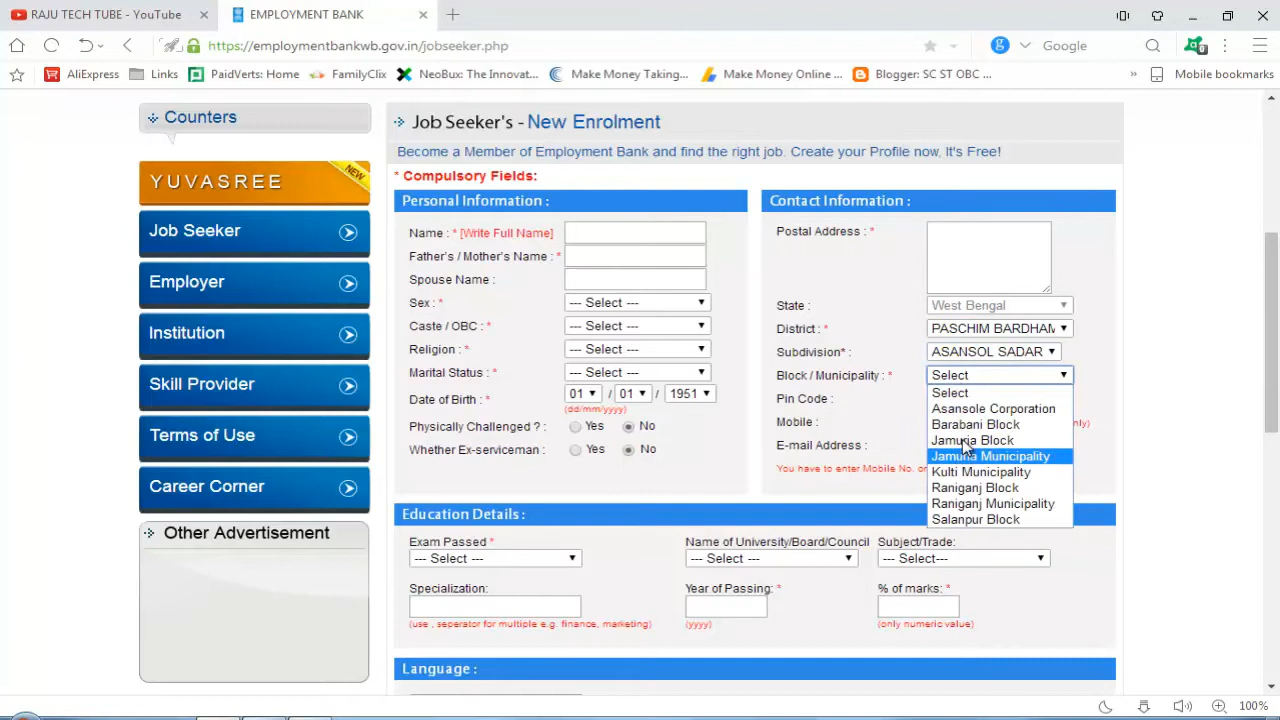 RAJU TECH TUBE - YouTube
EMPLOYMENT BANK
https://employmentbankwb.gov.in/jobseeker.php
Google
AliExpress
Links
PaidVerts: Home
FamilyClix
NeoBux: The Innovat...
Make Money Taking...
Make Money Online ...
Blogger: SC ST OBC ...
Mobile bookmarks
Counters
YUVASREE
NEW
Job Seeker
Employer
Institution
Skill Provider
Terms of Use
Career Corner
Other Advertisement
Job Seeker's - New Enrolment
Become a Member of Employment Bank and find the right job. Create your Profile now, It's Free!
* Compulsory Fields:
Personal Information :
Name : * [Write Full Name]
Father's / Mother's Name : *
Spouse Name :
Sex : * --- Select ---
Caste / OBC : * --- Select ---
Religion : * --- Select ---
Marital Status : * --- Select ---
Date of Birth : * 01 / 01 / 1951
(dd/mm/yyyy)
Physically Challenged ? : Yes No
Whether Ex-serviceman : Yes No
Contact Information :
Postal Address : *
State : West Bengal
District : * PASCHIM BARDHAM
Subdivision* : ASANSOL SADAR
Block / Municipality : * Select
Select
Asansole Corporation
Barabani Block
Jamuria Block
Jamuria Municipality
Kulti Municipality
Raniganj Block
Raniganj Municipality
Salanpur Block
Pin Code :
Mobile : nly)
E-mail Address :
You have to enter Mobile No. or
Education Details :
Exam Passed * Name of University/Board/Council Subject/Trade:
--- Select --- --- Select --- --- Select---
Specialization: Year of Passing: * % of marks: *
(use , seperator for multiple e.g. finance, marketing) (yyyy) (only numeric value)
Language :
100%